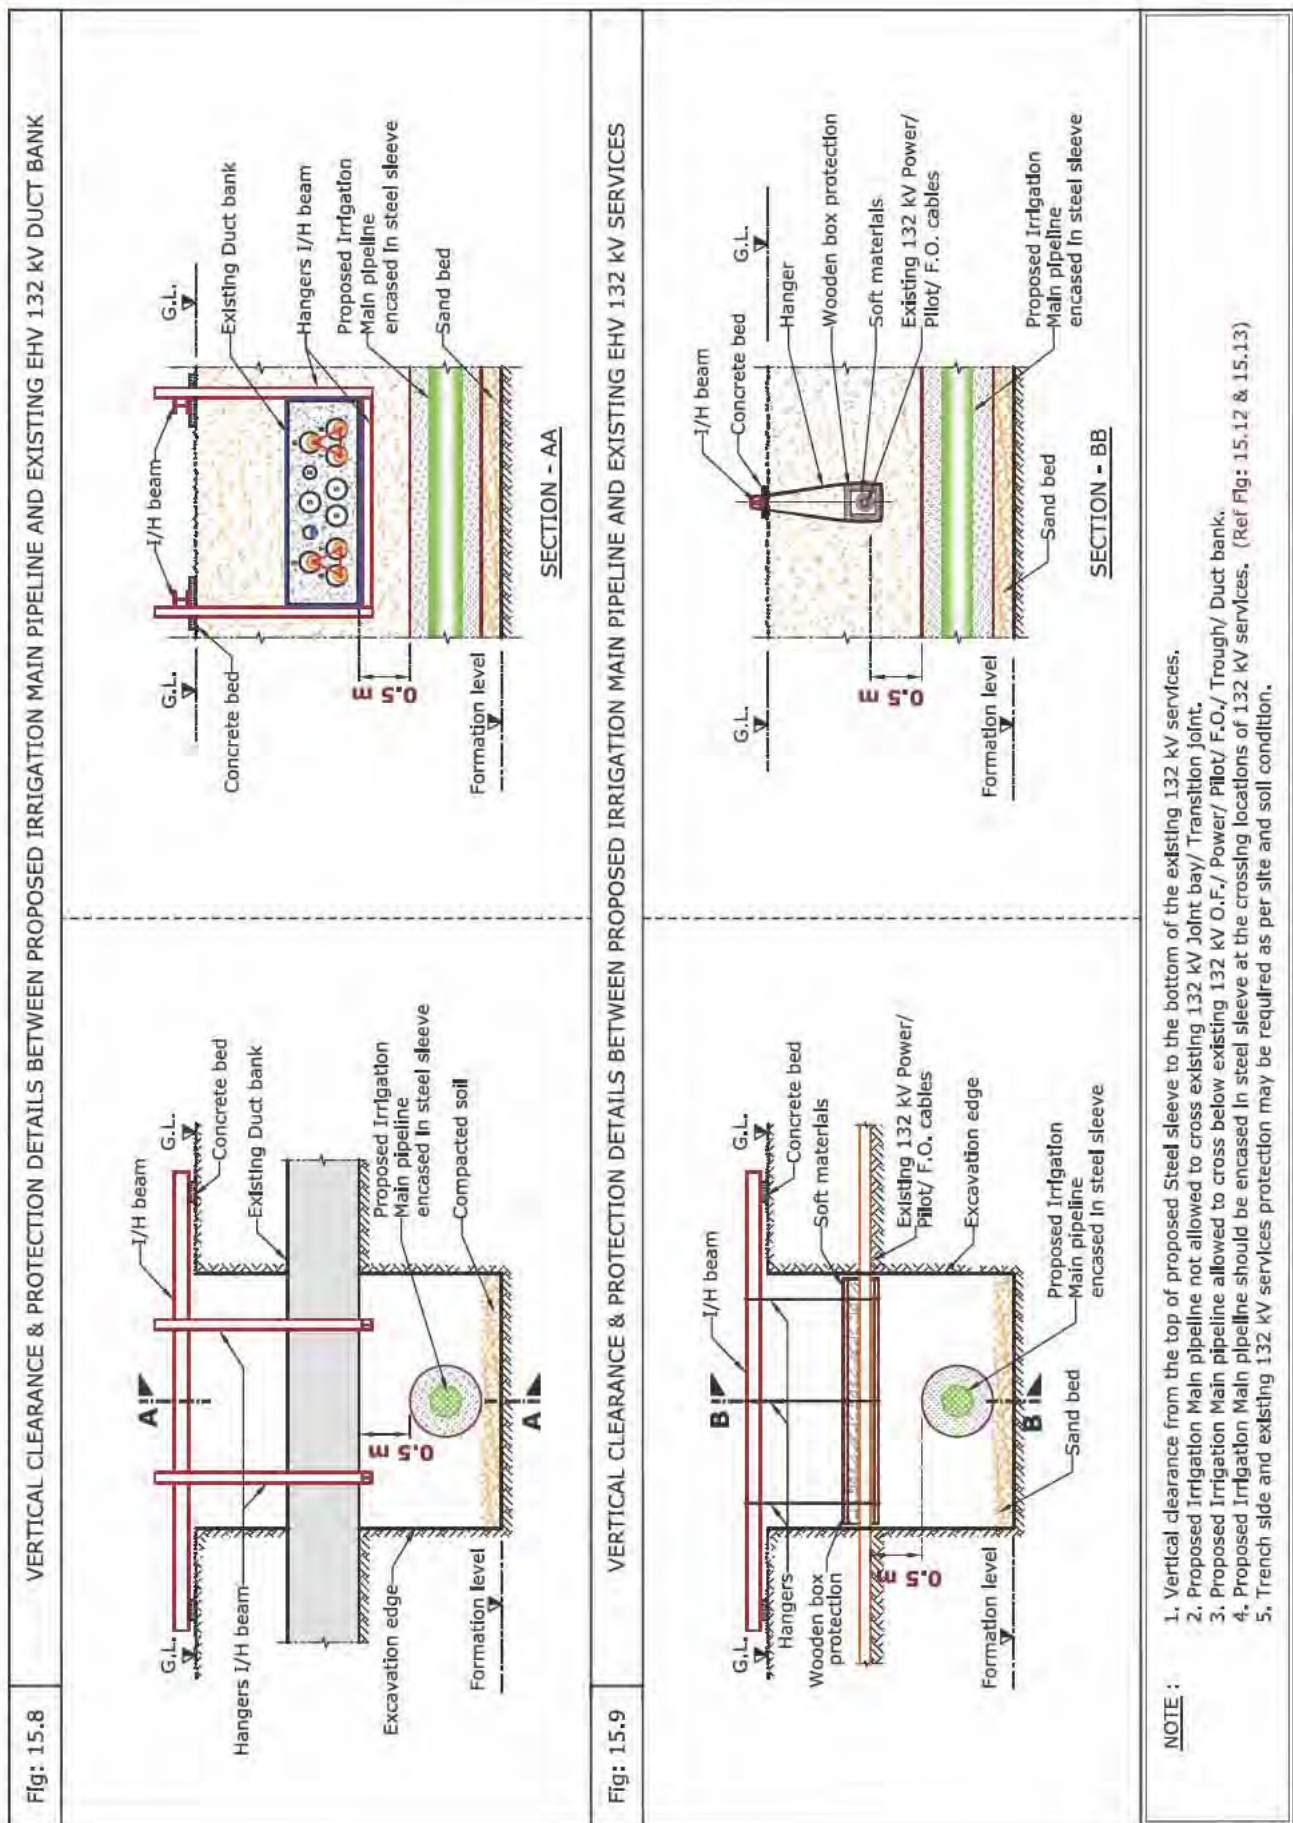 Fig: 15.8
VERTICAL CLEARANCE & PROTECTION DETAILS BETWEEN PROPOSED IRRIGATION MAIN PIPELINE AND EXISTING EHV 132 kV DUCT BANK
I/H beam
G.L.
G.L.
Concrete bed
Existing Duct bank
A
Hangers I/H beam
Proposed Irrigation
Main pipeline
encased in steel sleeve
0.5 m
Compacted soil
Excavation edge
Formation level
A
I/H beam
G.L.
G.L.
Concrete bed
Existing Duct bank
Hangers I/H beam
Proposed Irrigation
Main pipeline
encased in steel sleeve
0.5 m
Sand bed
Formation level
SECTION - AA
Fig: 15.9
VERTICAL CLEARANCE & PROTECTION DETAILS BETWEEN PROPOSED IRRIGATION MAIN PIPELINE AND EXISTING EHV 132 kV SERVICES
I/H beam
B
G.L.
G.L.
Concrete bed
Hangers
Soft materials
Wooden box
protection
Existing 132 kV Power/
Pilot/ F.O. cables
0.5 m
Excavation edge
Formation level
Proposed Irrigation
Main pipeline
encased in steel sleeve
B
Sand bed
I/H beam
Concrete bed
G.L.
G.L.
Hanger
Wooden box protection
Soft materials
Existing 132 kV Power/
Pilot/ F.O. cables
0.5 m
Formation level
Proposed Irrigation
Main pipeline
encased in steel sleeve
Sand bed
SECTION - BB
NOTE :
1. Vertical clearance from the top of proposed Steel sleeve to the bottom of the existing 132 kV services.
2. Proposed Irrigation Main pipeline not allowed to cross existing 132 kV Joint bay/ Transition joint.
3. Proposed Irrigation Main pipeline allowed to cross below existing 132 kV O.F./ Power/ Pilot/ F.O./ Trough/ Duct bank.
4. Proposed Irrigation Main pipeline should be encased in steel sleeve at the crossing locations of 132 kV services. (Ref Fig: 15.12 & 15.13)
5. Trench side and existing 132 kV services protection may be required as per site and soil condition.